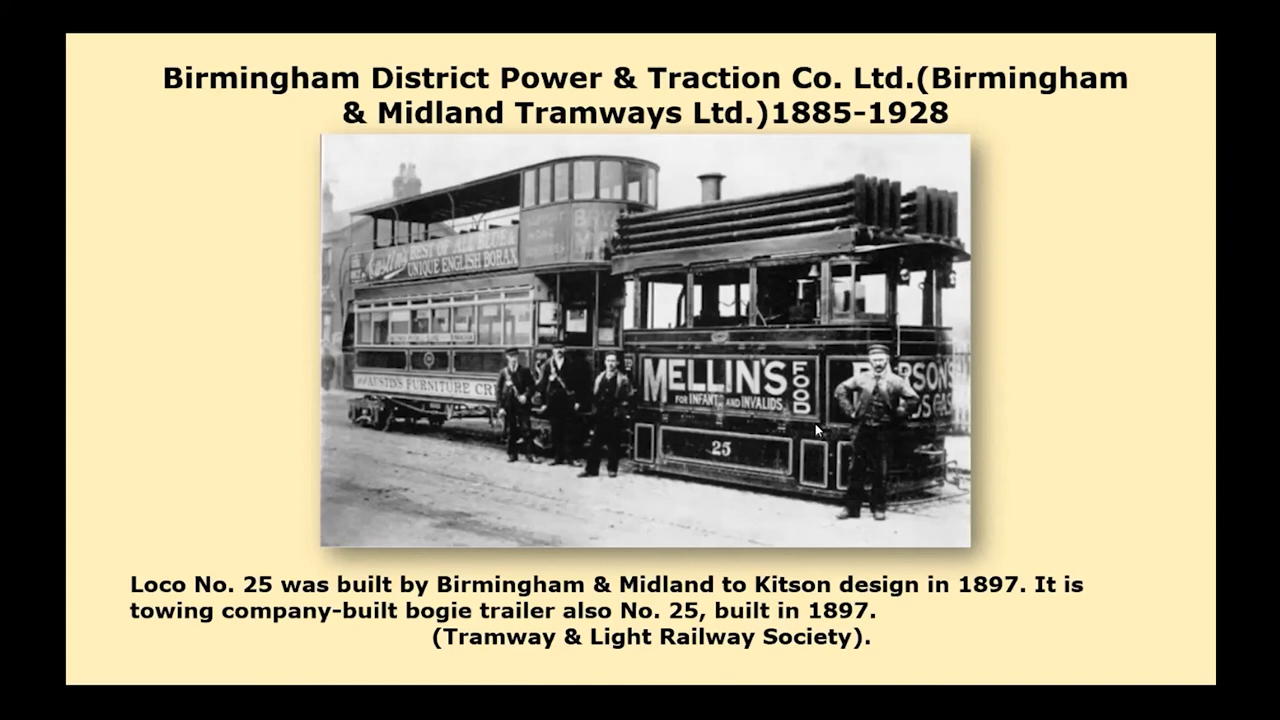 Birmingham District Power & Traction Co. Ltd.(Birmingham
& Midland Tramways Ltd.)1885-1928
Austin's BEST OF ALL BLUES
UNIQUE ENGLISH BORAX
AUSTIN'S FURNITURE CR
MELLIN'S FOOD
FOR INFANTS AND INVALIDS
25
Loco No. 25 was built by Birmingham & Midland to Kitson design in 1897. It is
towing company-built bogie trailer also No. 25, built in 1897.
(Tramway & Light Railway Society).